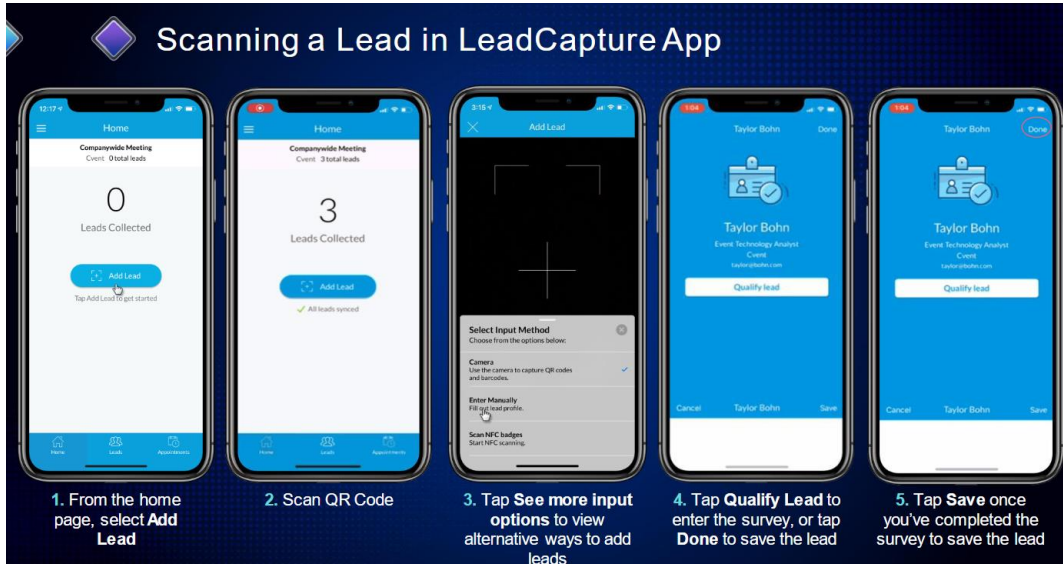 Scanning a Lead in LeadCapture App
12:17
Home
Companywide Meeting
Cvent 0 total leads
0
Leads Collected
Add Lead
Tap Add Lead to get started
Home
Leads
Appointments
1. From the home
page, select Add
Lead
Home
Companywide Meeting
Cvent 3 total leads
3
Leads Collected
Add Lead
All leads synced
Home
Leads
Appointments
2. Scan QR Code
3:15
Add Lead
Select Input Method
Choose from the options below:
Camera
Use the camera to capture QR codes
and barcodes.
Enter Manually
Fill out lead profile.
Scan NFC badges
Start NFC scanning.
3. Tap See more input
options to view
alternative ways to add
leads
1:04
Taylor Bohn
Done
Taylor Bohn
Event Technology Analyst
Cvent
taylor@bohn.com
Qualify lead
Cancel
Taylor Bohn
Save
4. Tap Qualify Lead to
enter the survey, or tap
Done to save the lead
1:04
Taylor Bohn
Done
Taylor Bohn
Event Technology Analyst
Cvent
taylor@bohn.com
Qualify lead
Cancel
Taylor Bohn
Save
5. Tap Save once
you've completed the
survey to save the lead